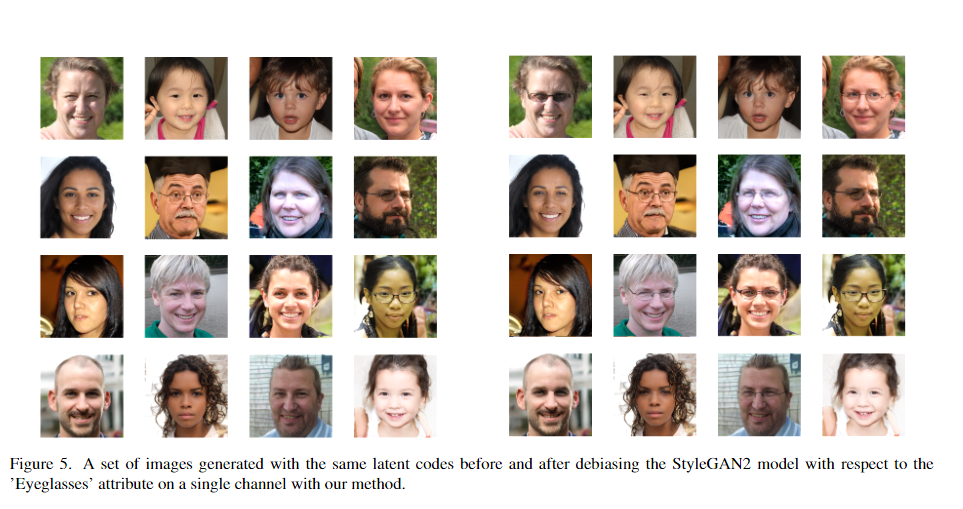 Figure 5. A set of images generated with the same latent codes before and after debiasing the StyleGAN2 model with respect to the
'Eyeglasses' attribute on a single channel with our method.